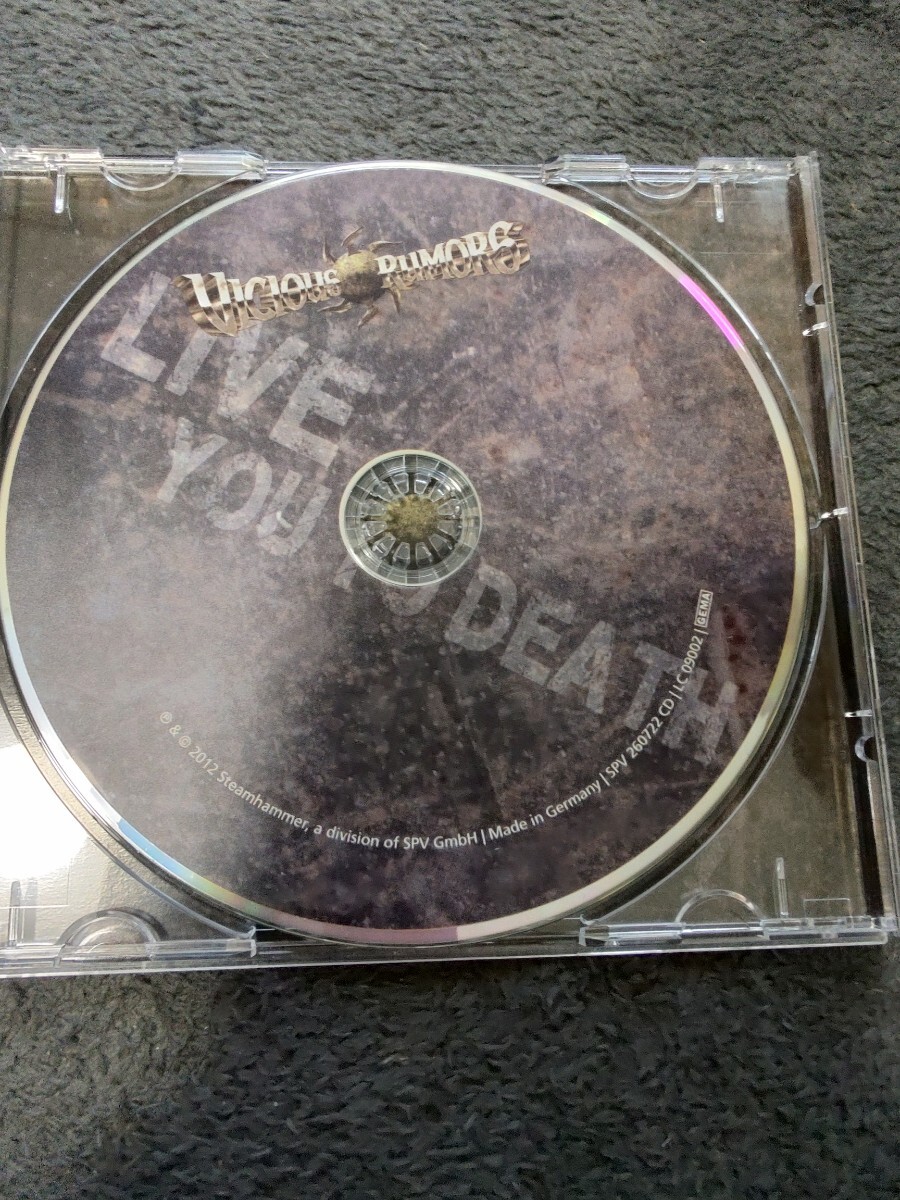 VICIOUS RUMORS
LIVE
YOU TO DEATH
℗ & © 2012 Steamhammer, a division of SPV GmbH | Made in Germany | SPV 260722 CD | LC 09002 | GEMA